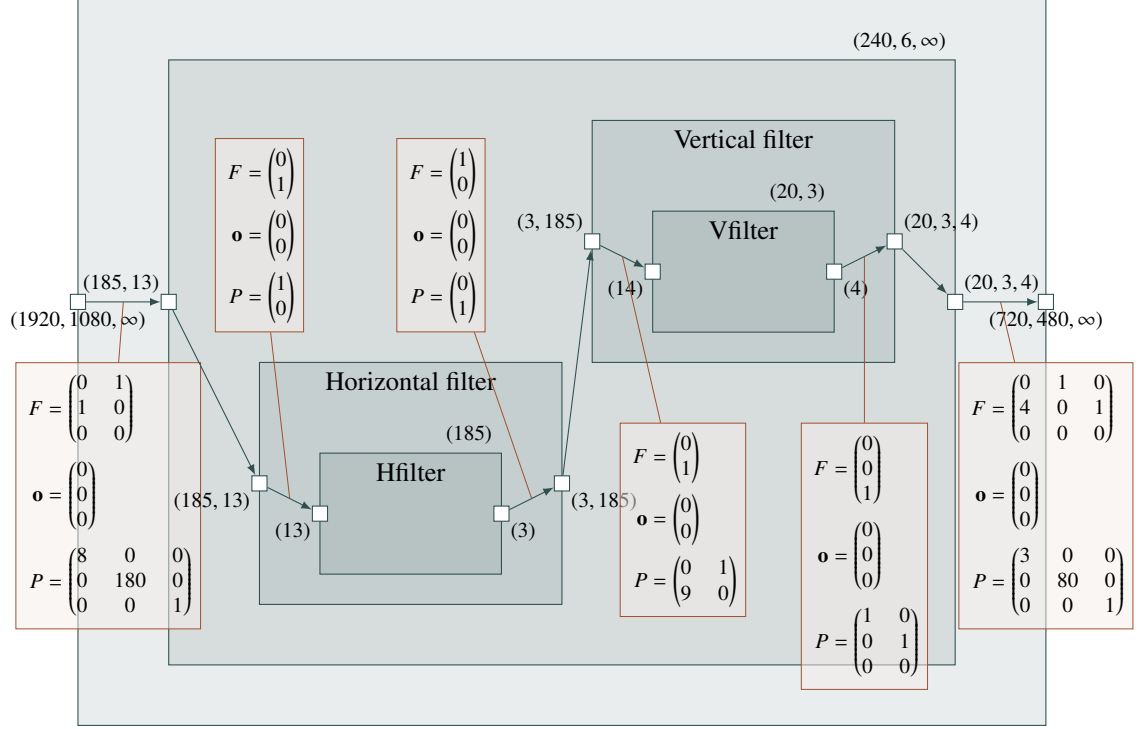 (240, 6, ∞)
Vertical filter
(20, 3)
Vfilter
(3, 185)
(20, 3, 4)
(14)
(4)
(185, 13)
(20, 3, 4)
(1920, 1080, ∞)
(720, 480, ∞)
F = (0
1)
o = (0
0)
P = (1
0)
F = (1
0)
o = (0
0)
P = (0
1)
Horizontal filter
(185)
Hfilter
(185, 13)
(3, 185)
(13)
(3)
F = (0 1
1 0
0 0)
o = (0
0
0)
P = (8 0 0
0 180 0
0 0 1)
F = (0
1)
o = (0
0)
P = (0 1
9 0)
F = (0
0
1)
o = (0
0
0)
P = (1 0
0 1
0 0)
F = (0 1 0
4 0 1
0 0 0)
o = (0
0
0)
P = (3 0 0
0 80 0
0 0 1)